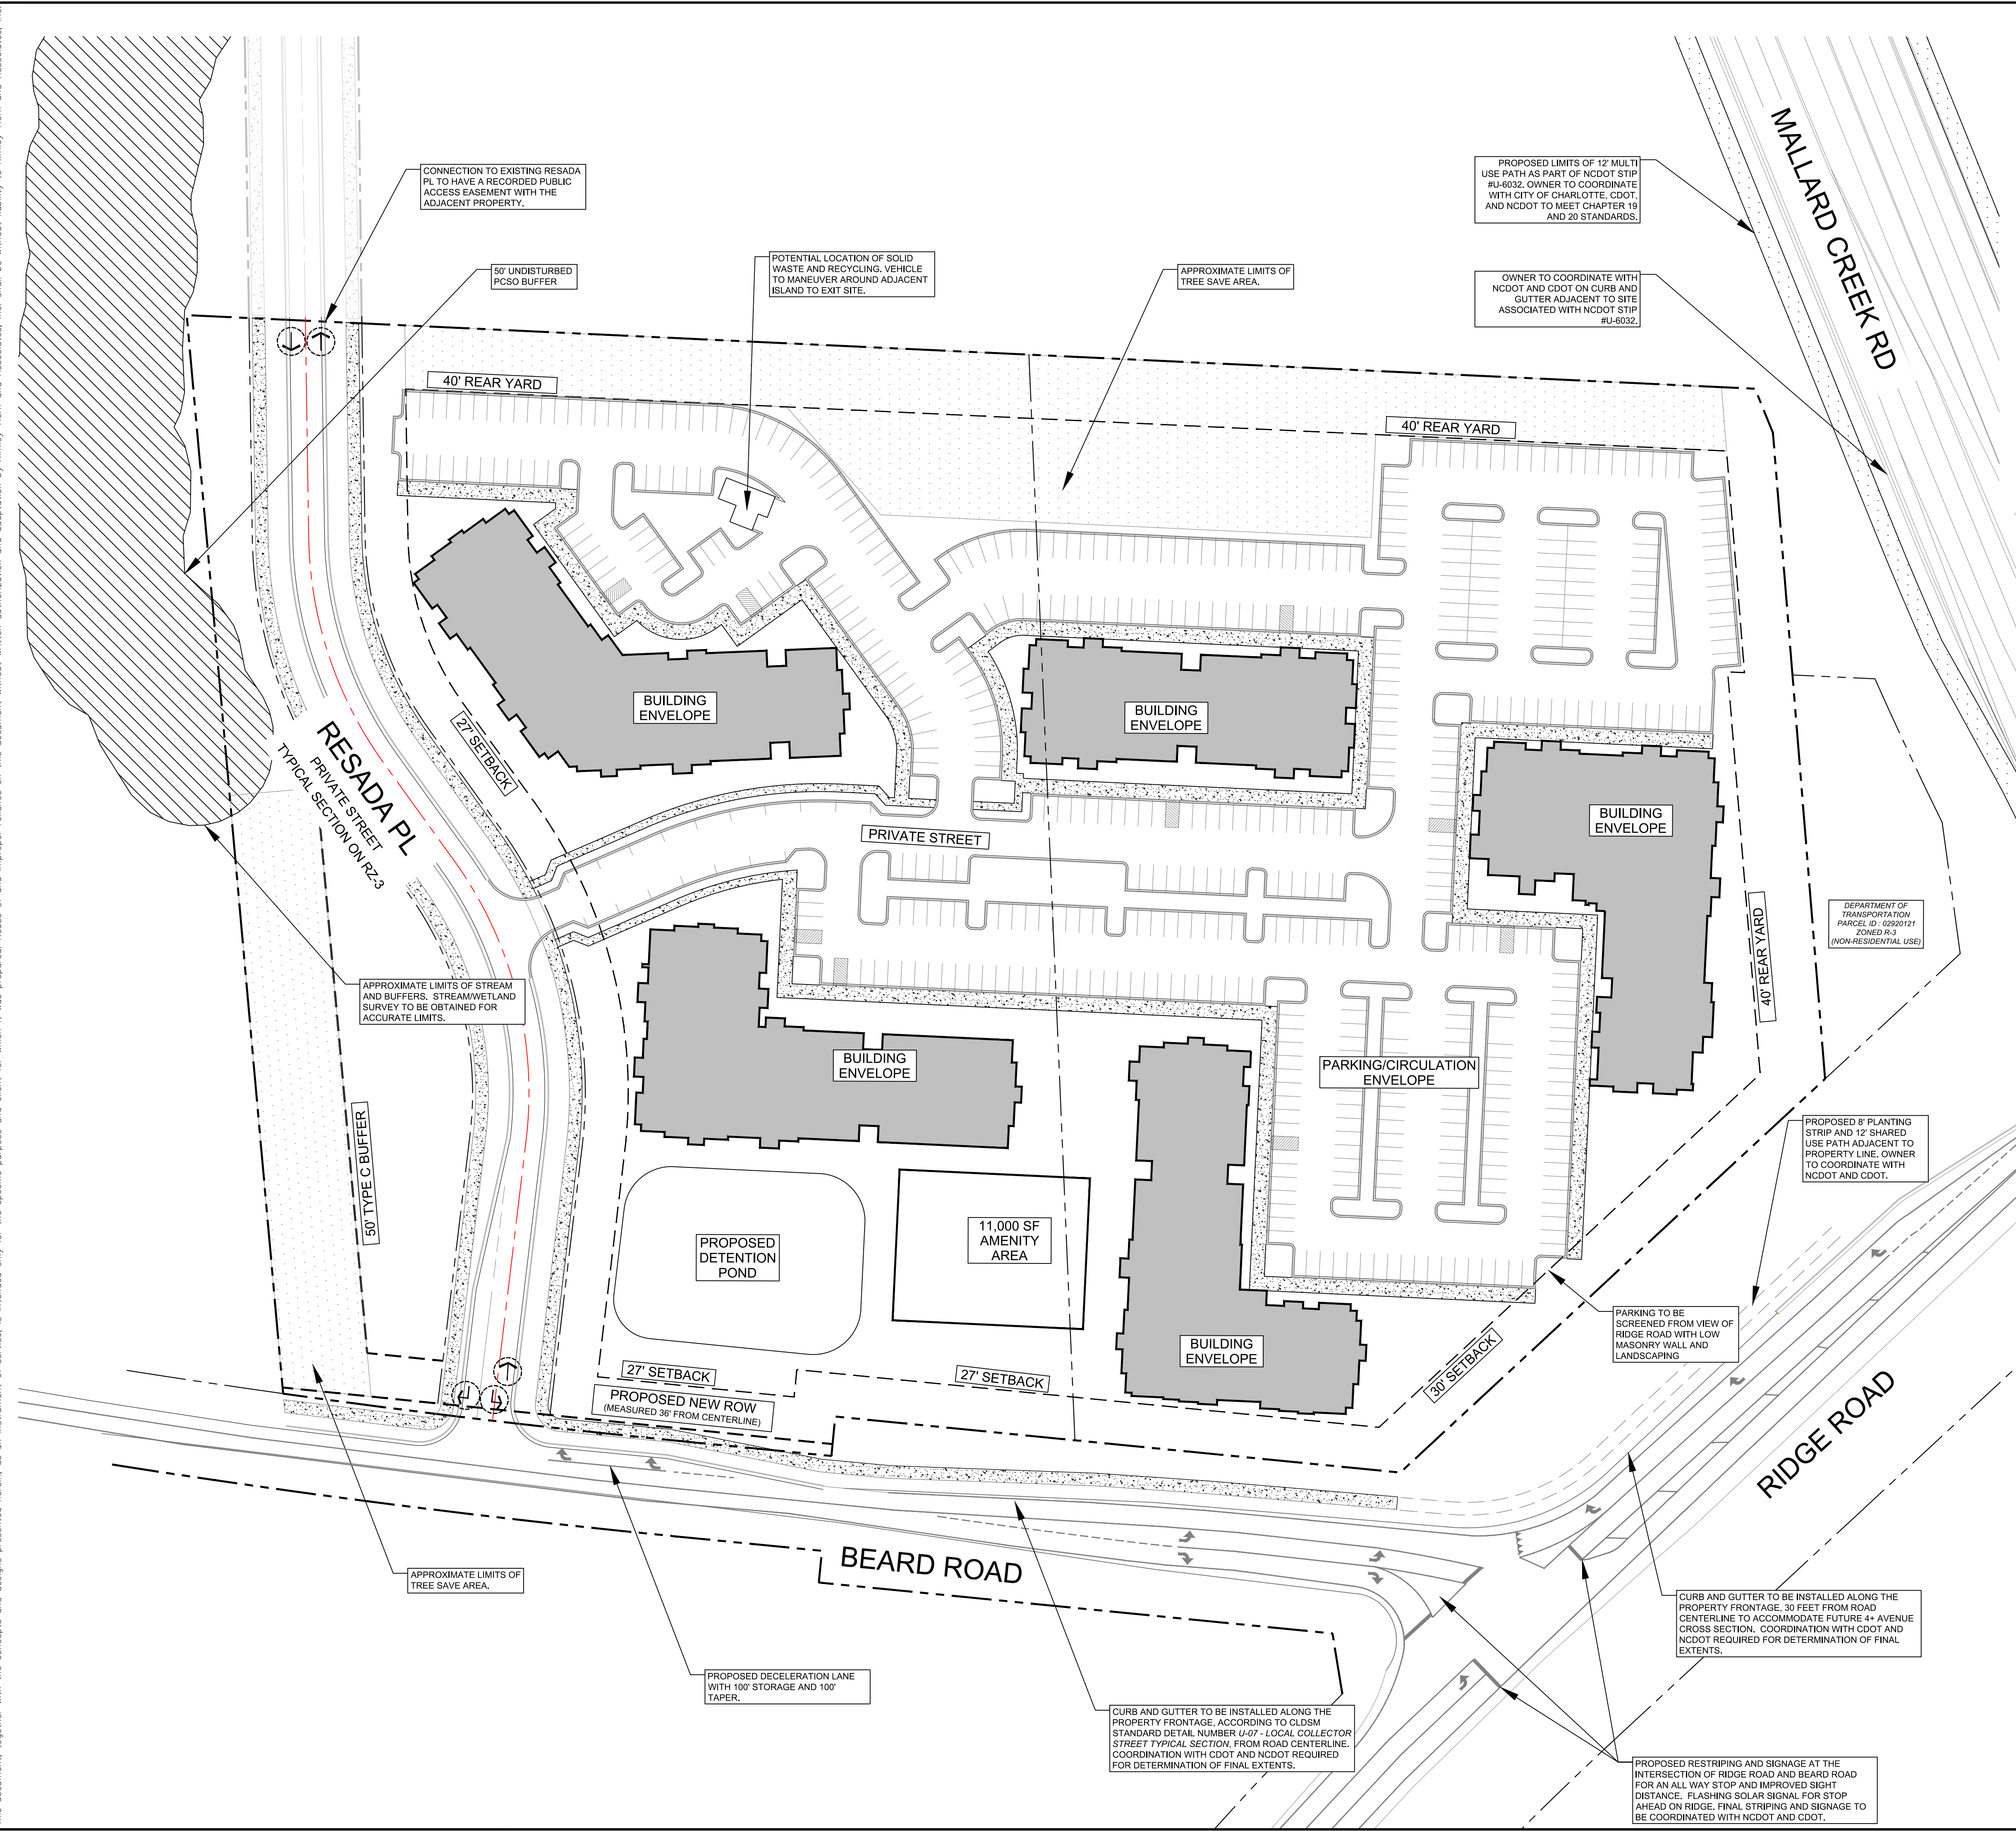 CONNECTION TO EXISTING RESADA
PL TO HAVE A RECORDED PUBLIC
ACCESS EASEMENT WITH THE
ADJACENT PROPERTY.
PROPOSED LIMITS OF 12' MULTI
USE PATH AS PART OF NCDOT STIP
#U-6032. OWNER TO COORDINATE
WITH CITY OF CHARLOTTE, CDOT,
AND NCDOT TO MEET CHAPTER 19
AND 20 STANDARDS.
MALLARD CREEK RD
50' UNDISTURBED
PCSO BUFFER
POTENTIAL LOCATION OF SOLID
WASTE AND RECYCLING. VEHICLE
TO MANEUVER AROUND ADJACENT
ISLAND TO EXIT SITE.
APPROXIMATE LIMITS OF
TREE SAVE AREA.
OWNER TO COORDINATE WITH
NCDOT AND CDOT ON CURB AND
GUTTER ADJACENT TO SITE
ASSOCIATED WITH NCDOT STIP
#U-6032.
40' REAR YARD
40' REAR YARD
BUILDING
ENVELOPE
BUILDING
ENVELOPE
27' SETBACK
RESADA PL
PRIVATE STREET
TYPICAL SECTION ON RZ-3
PRIVATE STREET
BUILDING
ENVELOPE
40' REAR YARD
DEPARTMENT OF
TRANSPORTATION
PARCEL ID : 02920121
ZONED R-3
(NON-RESIDENTIAL USE)
APPROXIMATE LIMITS OF STREAM
AND BUFFERS. STREAM/WETLAND
SURVEY TO BE OBTAINED FOR
ACCURATE LIMITS.
BUILDING
ENVELOPE
PARKING/CIRCULATION
ENVELOPE
50' TYPE C BUFFER
PROPOSED 8' PLANTING
STRIP AND 12' SHARED
USE PATH ADJACENT TO
PROPERTY LINE. OWNER
TO COORDINATE WITH
NCDOT AND CDOT.
PROPOSED
DETENTION
POND
11,000 SF
AMENITY
AREA
PARKING TO BE
SCREENED FROM VIEW OF
RIDGE ROAD WITH LOW
MASONRY WALL AND
LANDSCAPING
BUILDING
ENVELOPE
27' SETBACK
27' SETBACK
30' SETBACK
PROPOSED NEW ROW
(MEASURED 36' FROM CENTERLINE)
RIDGE ROAD
BEARD ROAD
APPROXIMATE LIMITS OF
TREE SAVE AREA.
CURB AND GUTTER TO BE INSTALLED ALONG THE
PROPERTY FRONTAGE, 30 FEET FROM ROAD
CENTERLINE TO ACCOMMODATE FUTURE 4+ AVENUE
CROSS SECTION. COORDINATION WITH CDOT AND
NCDOT REQUIRED FOR DETERMINATION OF FINAL
EXTENTS.
PROPOSED DECELERATION LANE
WITH 100' STORAGE AND 100'
TAPER.
CURB AND GUTTER TO BE INSTALLED ALONG THE
PROPERTY FRONTAGE, ACCORDING TO CLDSM
STANDARD DETAIL NUMBER U-07 - LOCAL COLLECTOR
STREET TYPICAL SECTION, FROM ROAD CENTERLINE.
COORDINATION WITH CDOT AND NCDOT REQUIRED
FOR DETERMINATION OF FINAL EXTENTS.
PROPOSED RESTRIPING AND SIGNAGE AT THE
INTERSECTION OF RIDGE ROAD AND BEARD ROAD
FOR AN ALL WAY STOP AND IMPROVED SIGHT
DISTANCE. FLASHING SOLAR SIGNAL FOR STOP
AHEAD ON RIDGE. FINAL STRIPING AND SIGNAGE TO
BE COORDINATED WITH NCDOT AND CDOT.